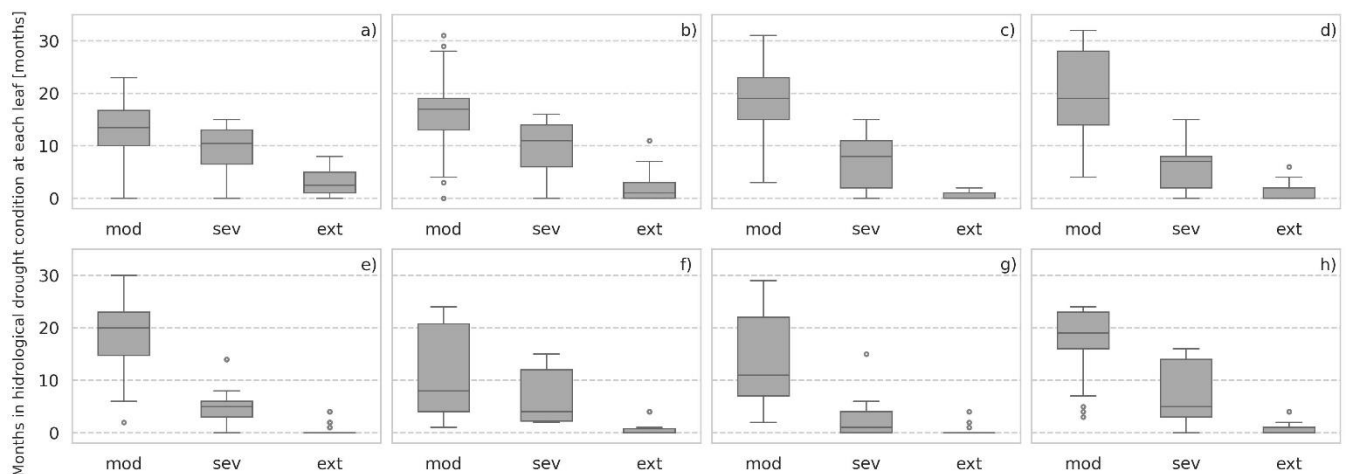 Months in hidrological drought condition at each leaf [months]
30
20
10
0
a)
b)
c)
d)
mod sev ext
mod sev ext
mod sev ext
mod sev ext
30
20
10
0
e)
f)
g)
h)
mod sev ext
mod sev ext
mod sev ext
mod sev ext